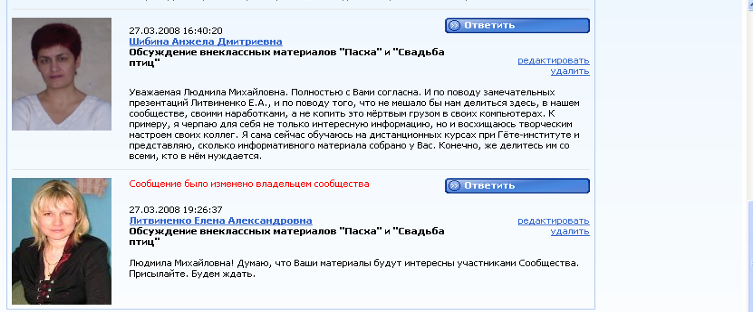 27.03.2008 16:40:20
Ответить
Шибина Анжела Дмитриевна
Обсуждение внеклассных материалов "Пасха" и "Свадьба
птиц"
редактировать
удалить
Уважаемая Людмила Михайловна. Полностью с Вами согласна. И по поводу замечательных
презентаций Литвиненко Е.А., и по поводу того, что не мешало бы нам делиться здесь, в нашем
сообществе, своими наработками, а не копить это мёртвым грузом в своих компьютерах. К
примеру, я черпаю для себя не только интересную информацию, но и восхищаюсь творческим
настроем своих коллег. Я сама сейчас обучаюсь на дистанционных курсах при Гёте-институте и
представляю, сколько информативного материала собрано у Вас. Конечно, же делитесь им со
всеми, кто в нём нуждается.
Сообщение было изменено владельцем сообщества
Ответить
27.03.2008 19:26:37
Литвиненко Елена Александровна
Обсуждение внеклассных материалов "Пасха" и "Свадьба
птиц"
редактировать
удалить
Людмила Михайловна! Думаю, что Ваши материалы будут интересны участниками Сообщества.
Присылайте. Будем ждать.